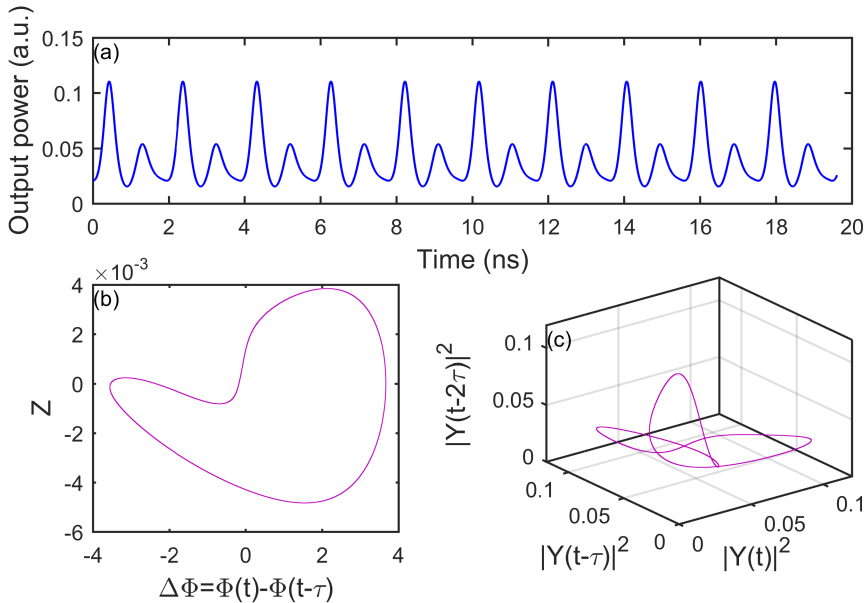 Output power (a.u.)
0.15
0.1
0.05
0
(a)
0 2 4 6 8 10 12 14 16 18 20
Time (ns)
×10⁻³
(b)
4
2
0
-2
-4
-6
Z
-4 -2 0 2 4
ΔΦ=Φ(t)-Φ(t-τ)
(c)
|Y(t-2τ)|²
0.1
0.05
0
0.1
0.05
0
|Y(t-τ)|²
0
0.05
0.1
|Y(t)|²